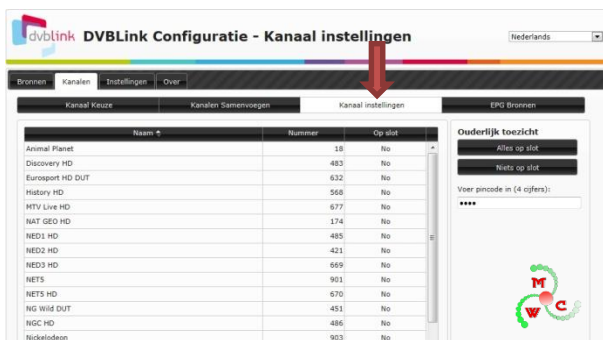 dvblink DVBLink Configuratie - Kanaal instellingen
Nederlands
Bronnen Kanalen Instellingen Over
Kanaal Keuze Kanalen Samenvoegen Kanaal instellingen EPG Bronnen
Naam Nummer Op slot
Animal Planet 18 No
Discovery HD 483 No
Eurosport HD DUT 632 No
History HD 568 No
MTV Live HD 677 No
NAT GEO HD 174 No
NED1 HD 485 No
NED2 HD 421 No
NED3 HD 669 No
NET5 901 No
NET5 HD 670 No
NG Wild DUT 451 No
NGC HD 486 No
Nickelodeon 903 No
Ouderlijk toezicht
Alles op slot
Niets op slot
Voer pincode in (4 cijfers):
••••
M
W C